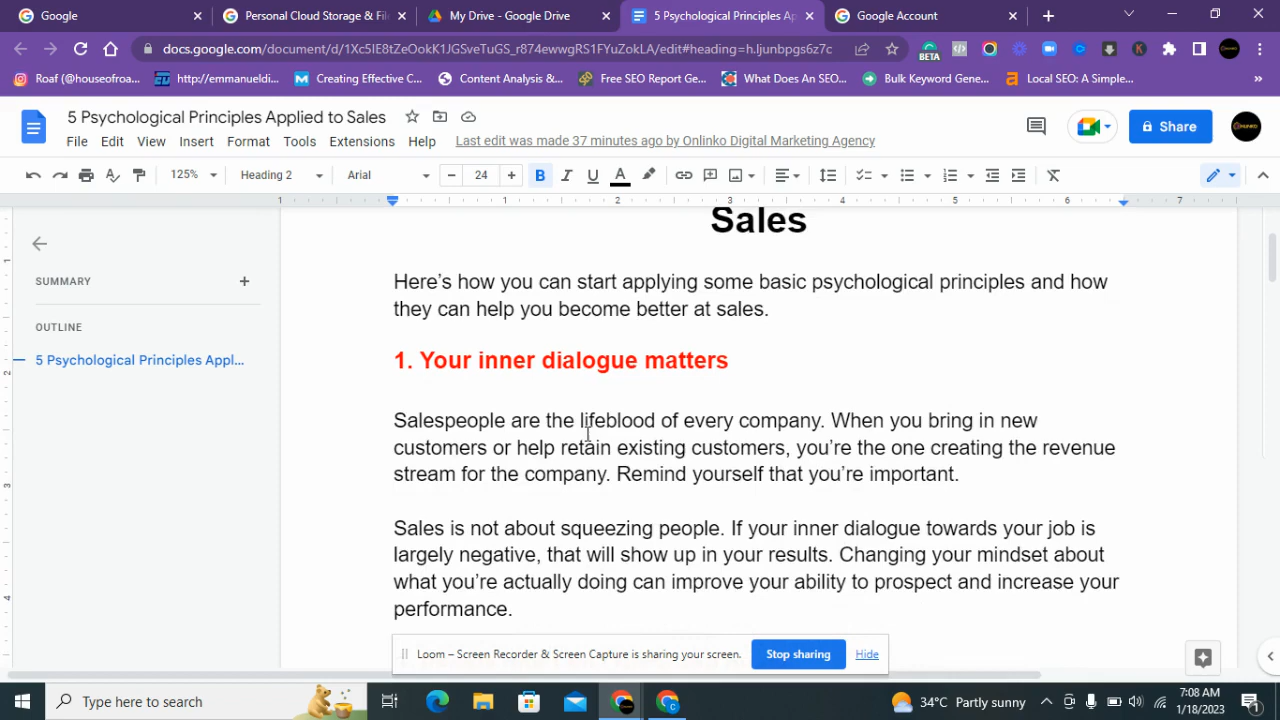 Google
Personal Cloud Storage & Fil
My Drive - Google Drive
5 Psychological Principles Ap
Google Account
docs.google.com/document/d/1Xc5IE8tZeOokK1JGSveTuGS_r874ewwgRS1FYuZokLA/edit#heading=h.ljunbpgs6z7c
BETA
Roaf (@houseofroa...
http://emmanueldi...
Creating Effective C...
Content Analysis &...
Free SEO Report Ge...
What Does An SEO...
Bulk Keyword Gene...
Local SEO: A Simple...
5 Psychological Principles Applied to Sales
Share
File Edit View Insert Format Tools Extensions Help
Last edit was made 37 minutes ago by Onlinko Digital Marketing Agency
125% Heading 2 Arial 24 B I U A
1 1 2 3 4 5 6 7
SUMMARY
OUTLINE
5 Psychological Principles Appl...
Sales
Here’s how you can start applying some basic psychological principles and how
they can help you become better at sales.
1. Your inner dialogue matters
Salespeople are the lifeblood of every company. When you bring in new
customers or help retain existing customers, you’re the one creating the revenue
stream for the company. Remind yourself that you’re important.
Sales is not about squeezing people. If your inner dialogue towards your job is
largely negative, that will show up in your results. Changing your mindset about
what you’re actually doing can improve your ability to prospect and increase your
performance.
Loom – Screen Recorder & Screen Capture is sharing your screen.
Stop sharing
Hide
Type here to search
34°C Partly sunny
7:08 AM
1/18/2023